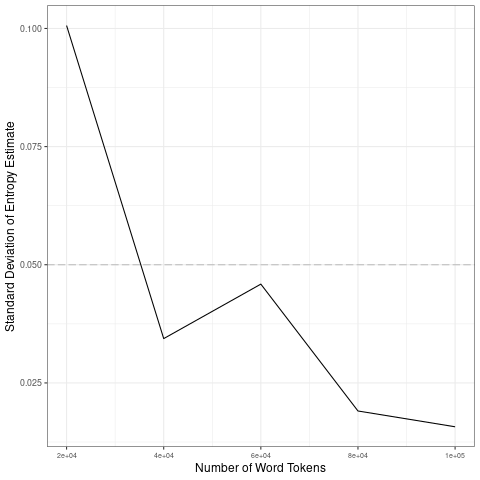 Standard Deviation of Entropy Estimate
0.100
0.075
0.050
0.025
2e+04 4e+04 6e+04 8e+04 1e+05
Number of Word Tokens